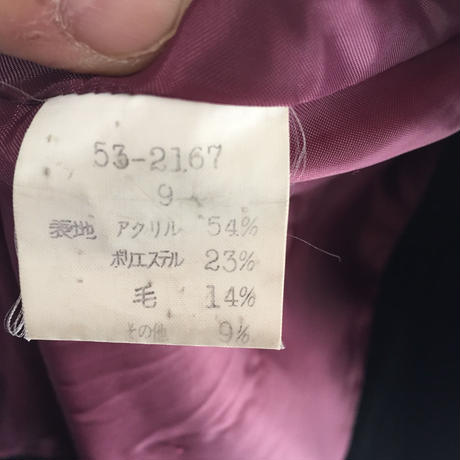 53-2167
9
表地 アクリル 54%
ポリエステル 23%
毛 14%
その他 9%